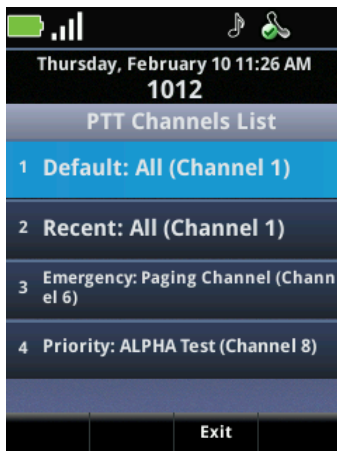 Thursday, February 10 11:26 AM
1012
PTT Channels List
1 Default: All (Channel 1)
2 Recent: All (Channel 1)
3 Emergency: Paging Channel (Chann
el 6)
4 Priority: ALPHA Test (Channel 8)
Exit